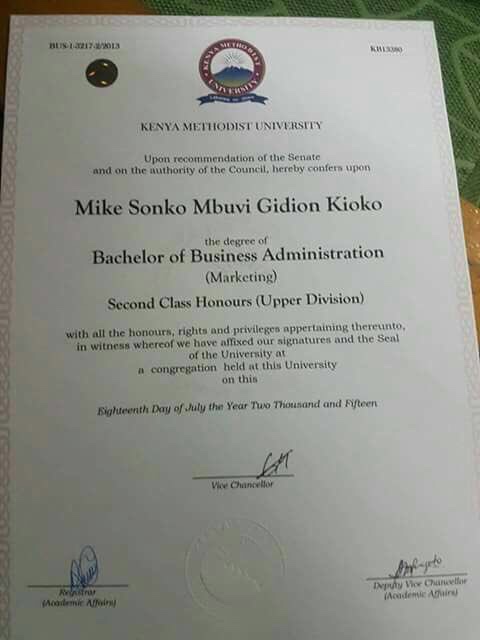 BUS-1-3217-2/2013
KB13380
KENYA METHODIST
UNIVERSITY
KENYA METHODIST UNIVERSITY
Upon recommendation of the Senate
and on the authority of the Council, hereby confers upon
Mike Sonko Mbuvi Gidion Kioko
the degree of
Bachelor of Business Administration
(Marketing)
Second Class Honours (Upper Division)
with all the honours, rights and privileges appertaining thereunto,
in witness whereof we have affixed our signatures and the Seal
of the University at
a congregation held at this University
on this
Eighteenth Day of July the Year Two Thousand and Fifteen
Vice Chancellor
Registrar
(Academic Affairs)
Deputy Vice Chancellor
(Academic Affairs)